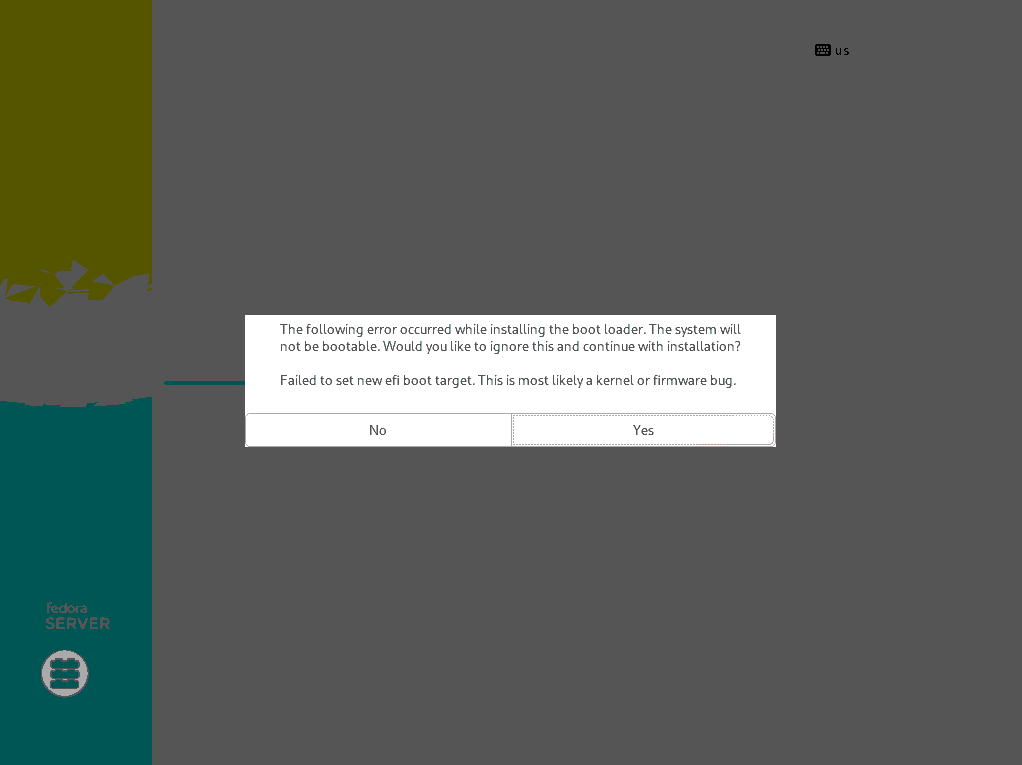 us
The following error occurred while installing the boot loader. The system will
not be bootable. Would you like to ignore this and continue with installation?
Failed to set new efi boot target. This is most likely a kernel or firmware bug.
No
Yes
fedora
SERVER